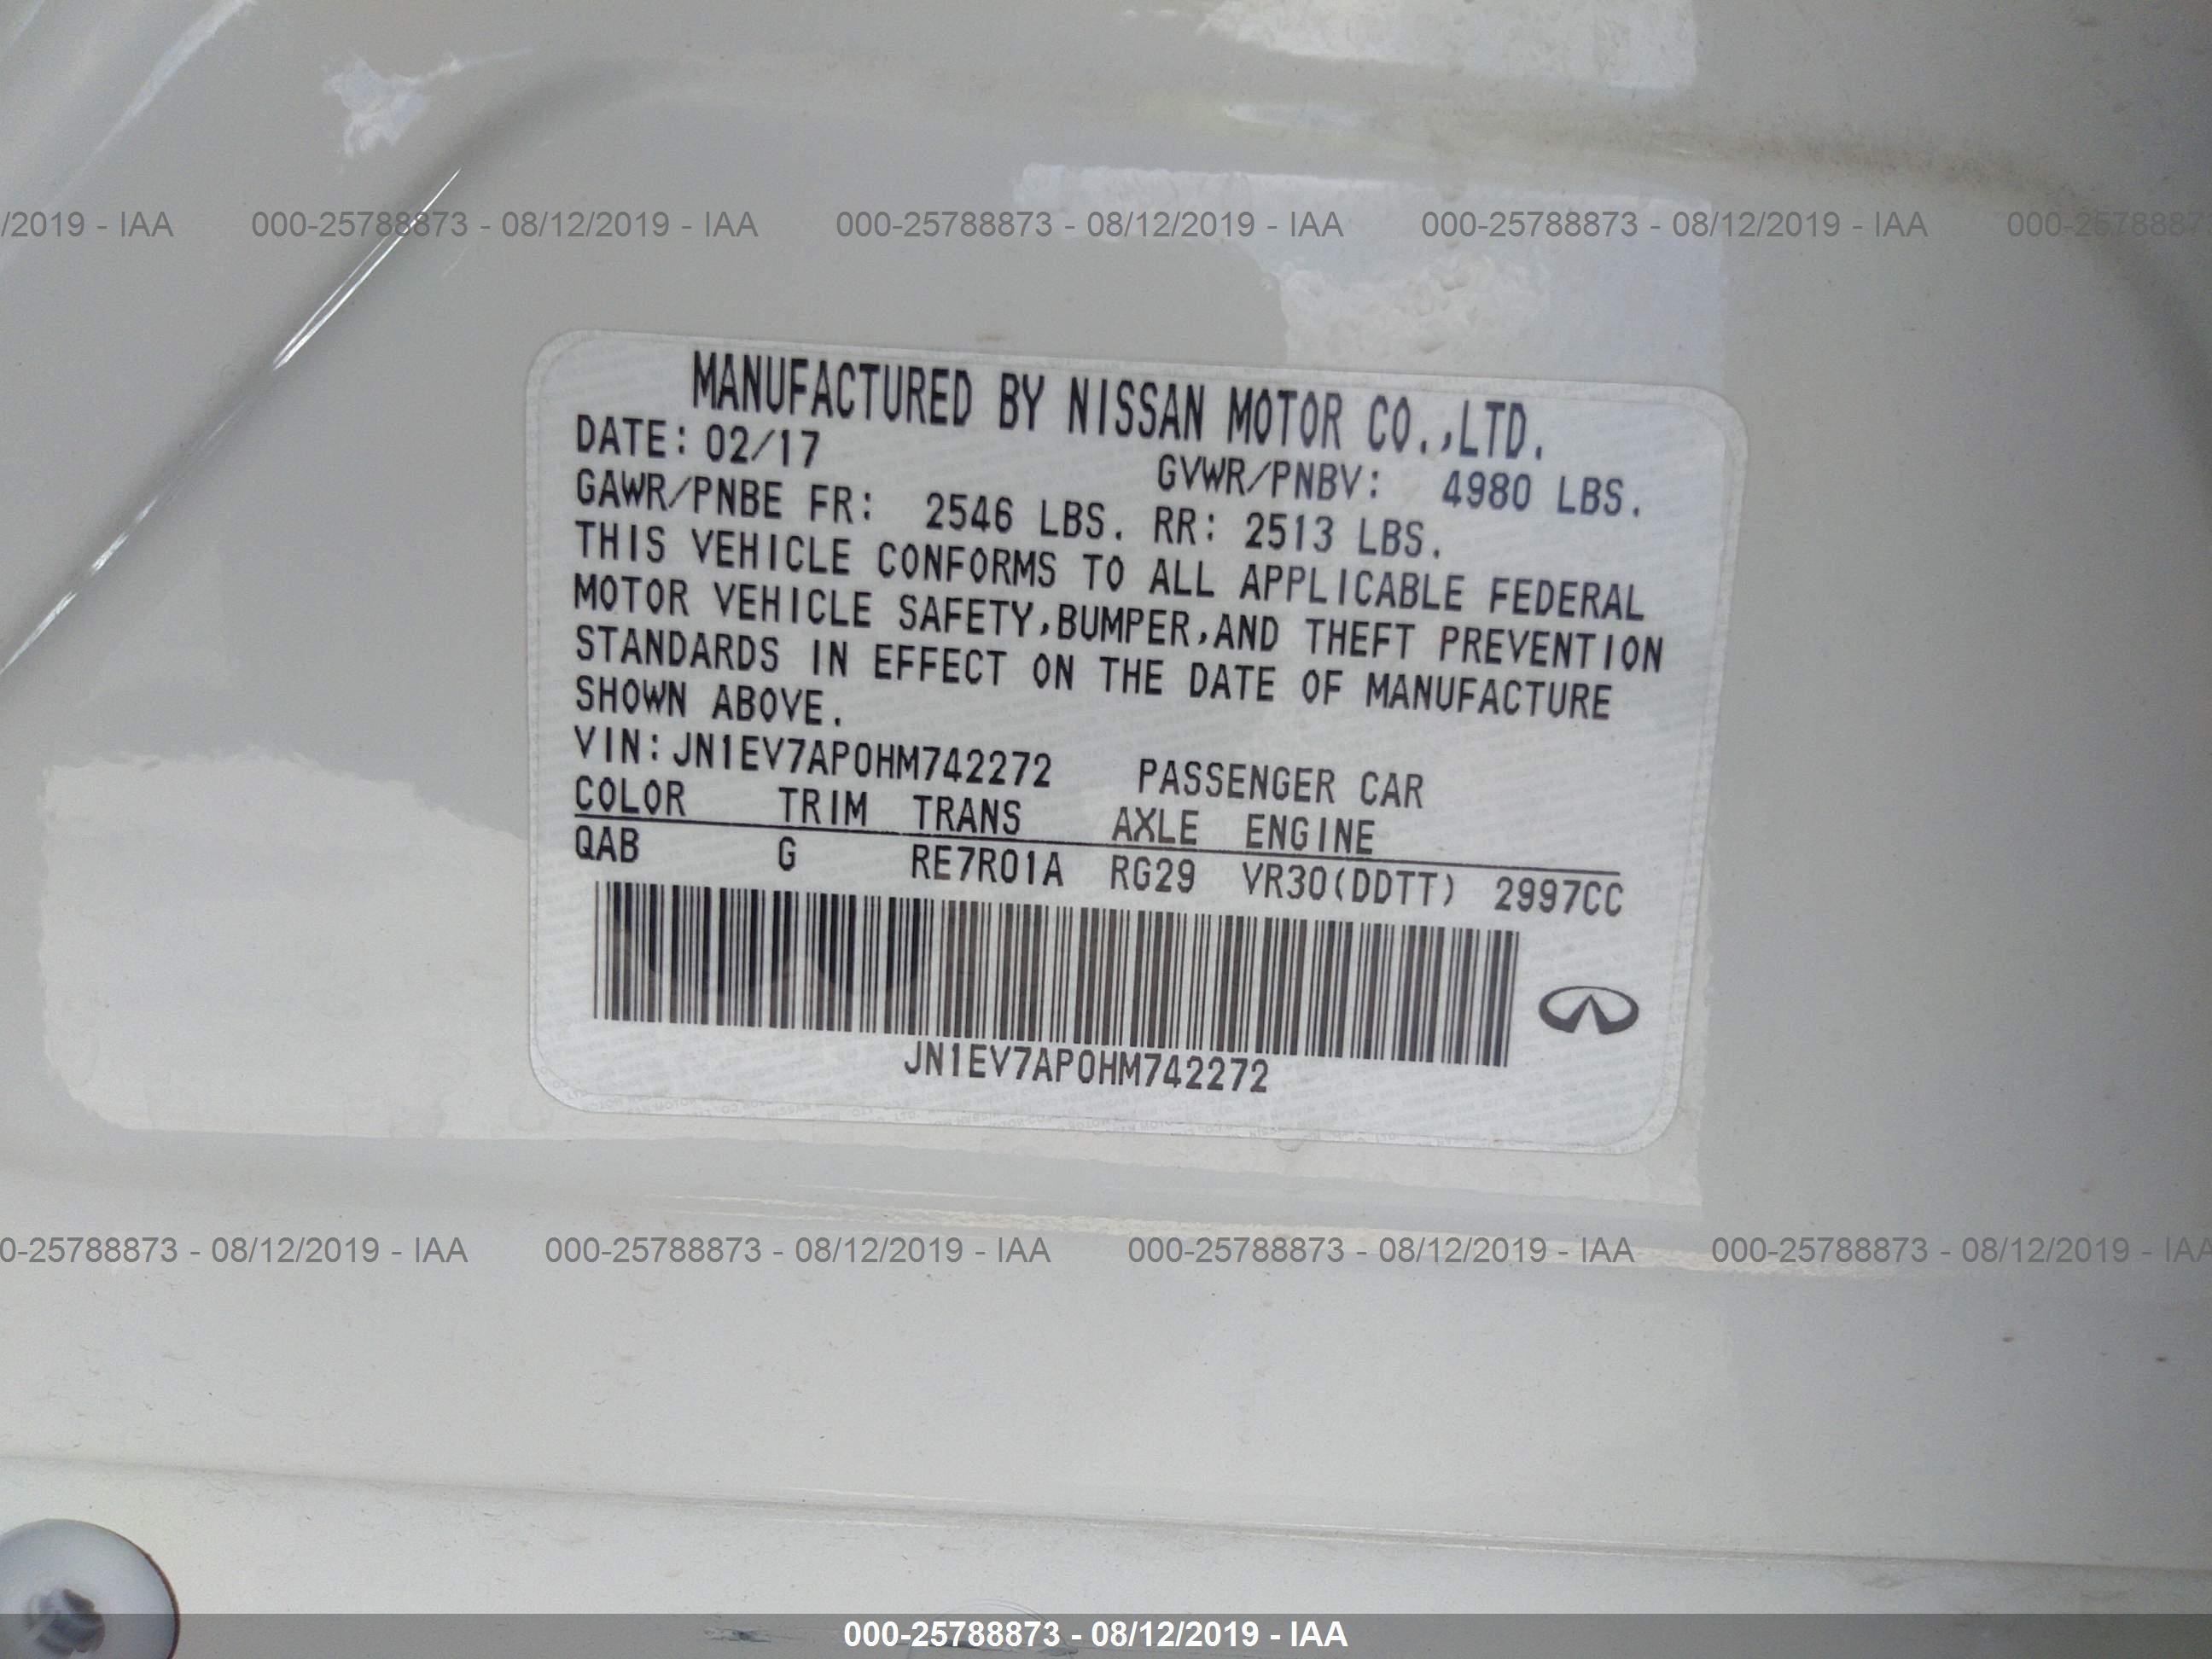 /2019 - IAA 000-25788873 - 08/12/2019 - IAA 000-25788873 - 08/12/2019 - IAA 000-25788873 - 08/12/2019 - IAA 000-2578887
MANUFACTURED BY NISSAN MOTOR CO.,LTD.
DATE: 02/17 GVWR/PNBV: 4980 LBS.
GAWR/PNBE FR: 2546 LBS. RR: 2513 LBS.
THIS VEHICLE CONFORMS TO ALL APPLICABLE FEDERAL
MOTOR VEHICLE SAFETY,BUMPER,AND THEFT PREVENTION
STANDARDS IN EFFECT ON THE DATE OF MANUFACTURE
SHOWN ABOVE.
VIN: JN1EV7AP0HM742272 PASSENGER CAR
COLOR TRIM TRANS AXLE ENGINE
QAB G RE7R01A RG29 VR30(DDTT) 2997CC
JN1EV7AP0HM742272
0-25788873 - 08/12/2019 - IAA 000-25788873 - 08/12/2019 - IAA 000-25788873 - 08/12/2019 - IAA 000-25788873 - 08/12/2019 - IAA
000-25788873 - 08/12/2019 - IAA